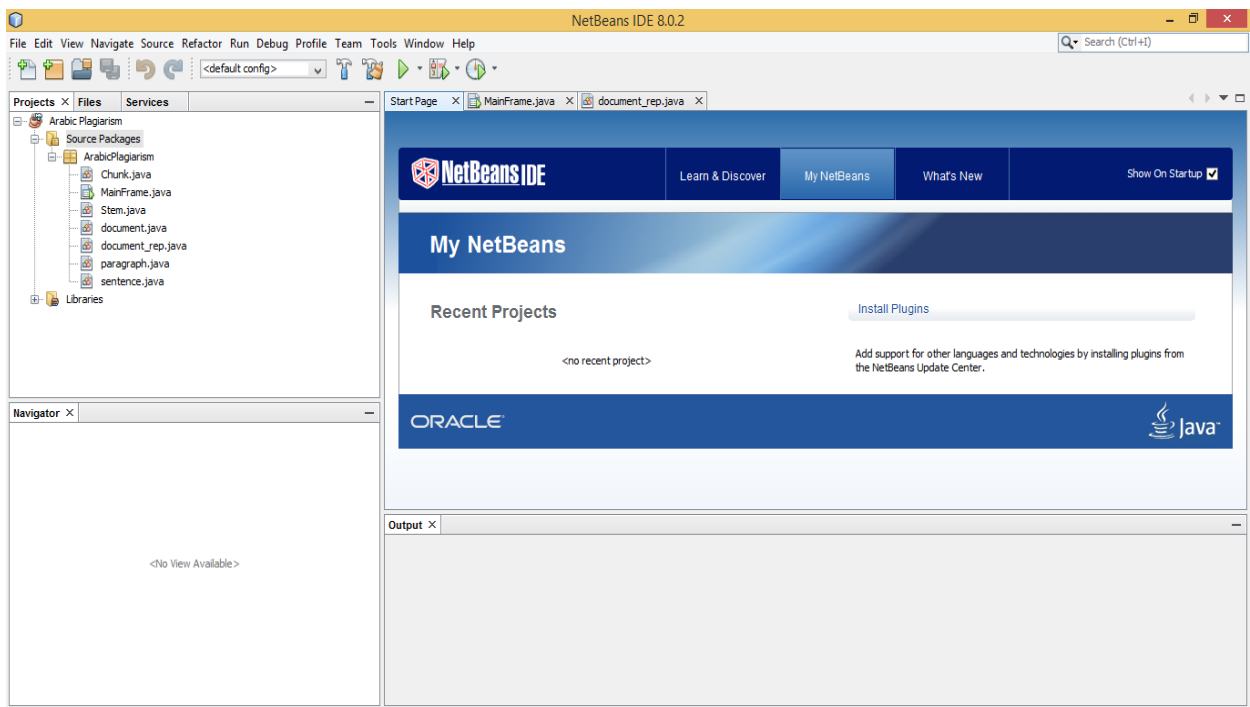 NetBeans IDE 8.0.2
File Edit View Navigate Source Refactor Run Debug Profile Team Tools Window Help
Search (Ctrl+I)
<default config>
Projects Files Services
Arabic Plagiarism
Source Packages
ArabicPlagiarism
Chunk.java
MainFrame.java
Stem.java
document.java
document_rep.java
paragraph.java
sentence.java
Libraries
Navigator
<No View Available>
Start Page MainFrame.java document_rep.java
NetBeans IDE
Learn & Discover My NetBeans What's New Show On Startup
My NetBeans
Recent Projects
<no recent project>
Install Plugins
Add support for other languages and technologies by installing plugins from
the NetBeans Update Center.
ORACLE
Java
Output